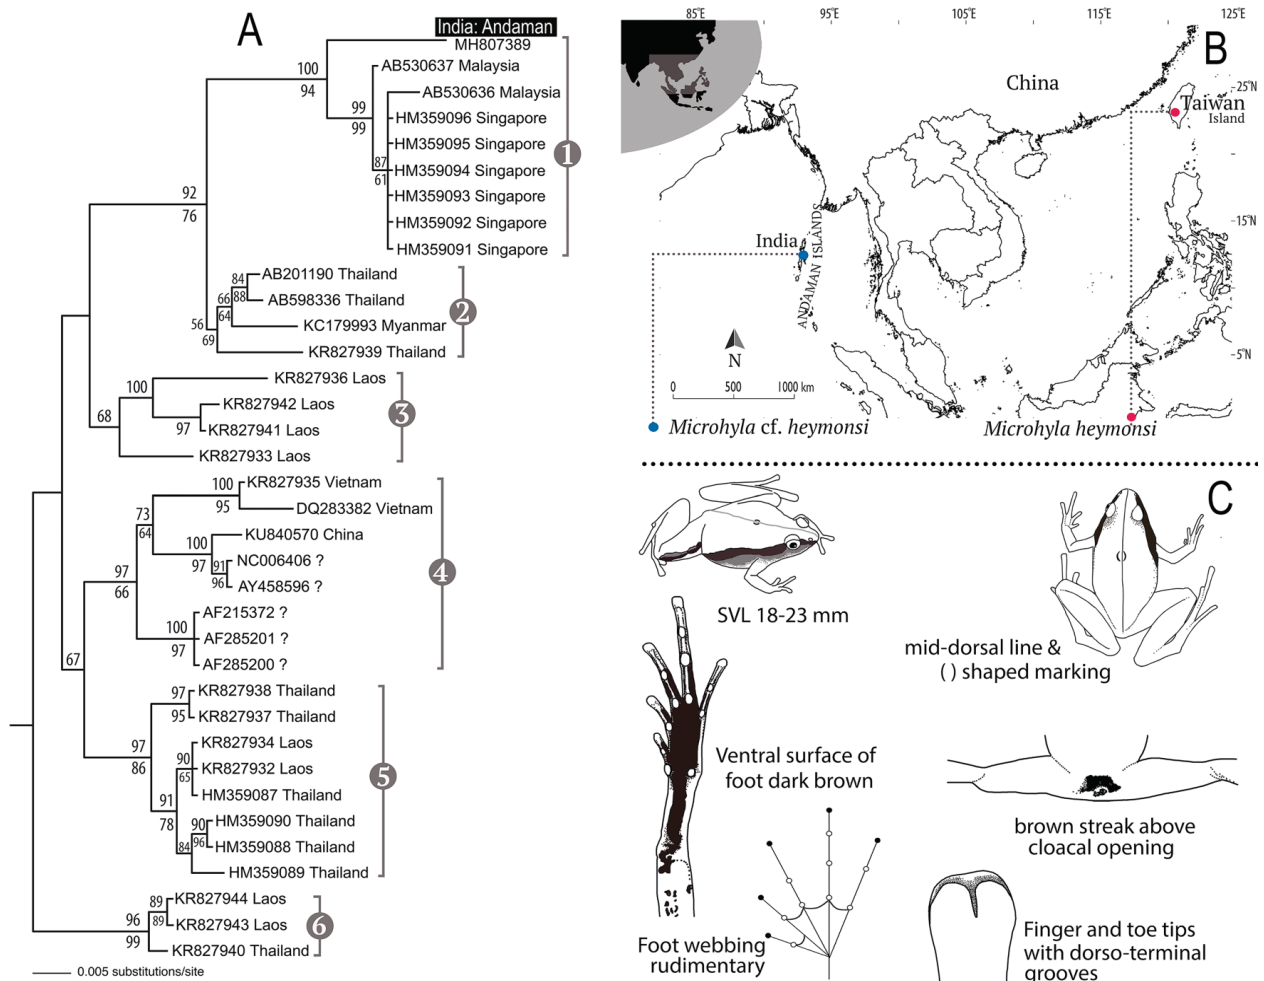 A
India: Andaman
MH807389
AB530637 Malaysia
100
94
AB530636 Malaysia
99
HM359096 Singapore
99
HM359095 Singapore
1
87
HM359094 Singapore
61
HM359093 Singapore
92
76
HM359092 Singapore
HM359091 Singapore
AB201190 Thailand
84
88
AB598336 Thailand
66
64
2
56
KC179993 Myanmar
69
KR827939 Thailand
KR827936 Laos
100
KR827942 Laos
68
3
97
KR827941 Laos
KR827933 Laos
100
KR827935 Vietnam
95
DQ283382 Vietnam
73
64
KU840570 China
100
97
NC006406 ?
91
96
4
97
66
AY458596 ?
AF215372 ?
100
AF285201 ?
97
AF285200 ?
67
97
KR827938 Thailand
95
KR827937 Thailand
97
86
KR827934 Laos
90
65
KR827932 Laos
5
HM359087 Thailand
91
78
HM359090 Thailand
90
96
HM359088 Thailand
84
HM359089 Thailand
89
KR827944 Laos
96
89
KR827943 Laos
6
99
KR827940 Thailand
0.005 substitutions/site
85°E
95°E
105°E
115°E
125°E
B
China
25°N
Taiwan
Island
15°N
India
ANDAMAN ISLANDS
5°N
N
0
500
1000 km
Microhyla cf. heymonsi
Microhyla heymonsi
C
SVL 18-23 mm
mid-dorsal line &
( ) shaped marking
Ventral surface of
foot dark brown
brown streak above
cloacal opening
Foot webbing
rudimentary
Finger and toe tips
with dorso-terminal
grooves